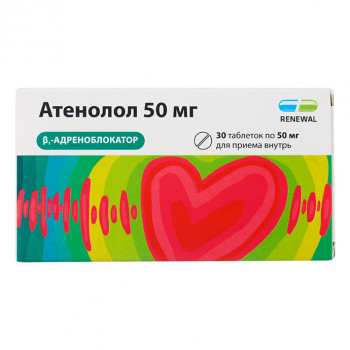 Атенолол 50 мг
β₁-АДРЕНОБЛОКАТОР
RENEWAL
30 таблеток по 50 мг
для приема внутрь